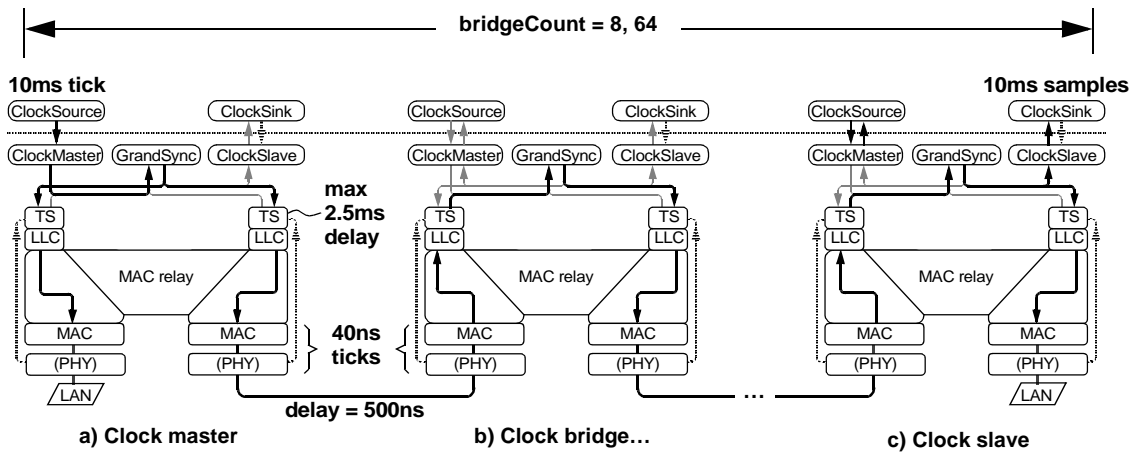 bridgeCount = 8, 64
10ms tick
10ms samples
ClockSource
ClockSink
ClockSource
ClockSink
ClockSource
ClockSink
ClockMaster
GrandSync
ClockSlave
ClockMaster
GrandSync
ClockSlave
ClockMaster
GrandSync
ClockSlave
max
2.5ms
delay
TS
TS
TS
TS
TS
TS
LLC
LLC
LLC
LLC
LLC
LLC
MAC relay
MAC relay
MAC relay
MAC
MAC
MAC
MAC
MAC
MAC
40ns
ticks
(PHY)
(PHY)
(PHY)
(PHY)
(PHY)
(PHY)
LAN
LAN
delay = 500ns
...
a) Clock master
b) Clock bridge...
c) Clock slave